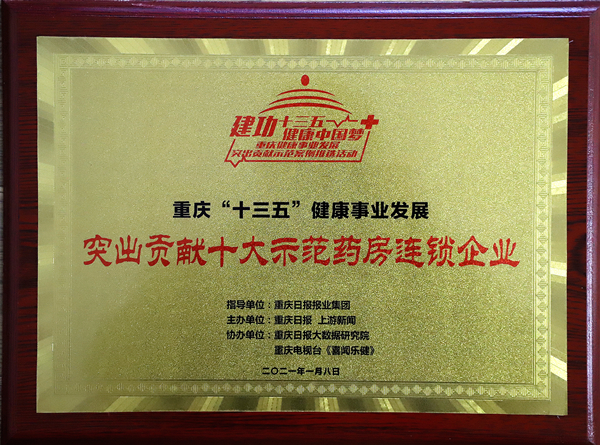 建功十三五
健康中国梦
重庆健康事业发展
突出贡献示范案例推选活动
重庆“十三五”健康事业发展
突出贡献十大示范药房连锁企业
指导单位：重庆日报报业集团
主办单位：重庆日报 上游新闻
协办单位：重庆日报大数据研究院
重庆电视台《喜闻乐健》
二〇二一年一月八日